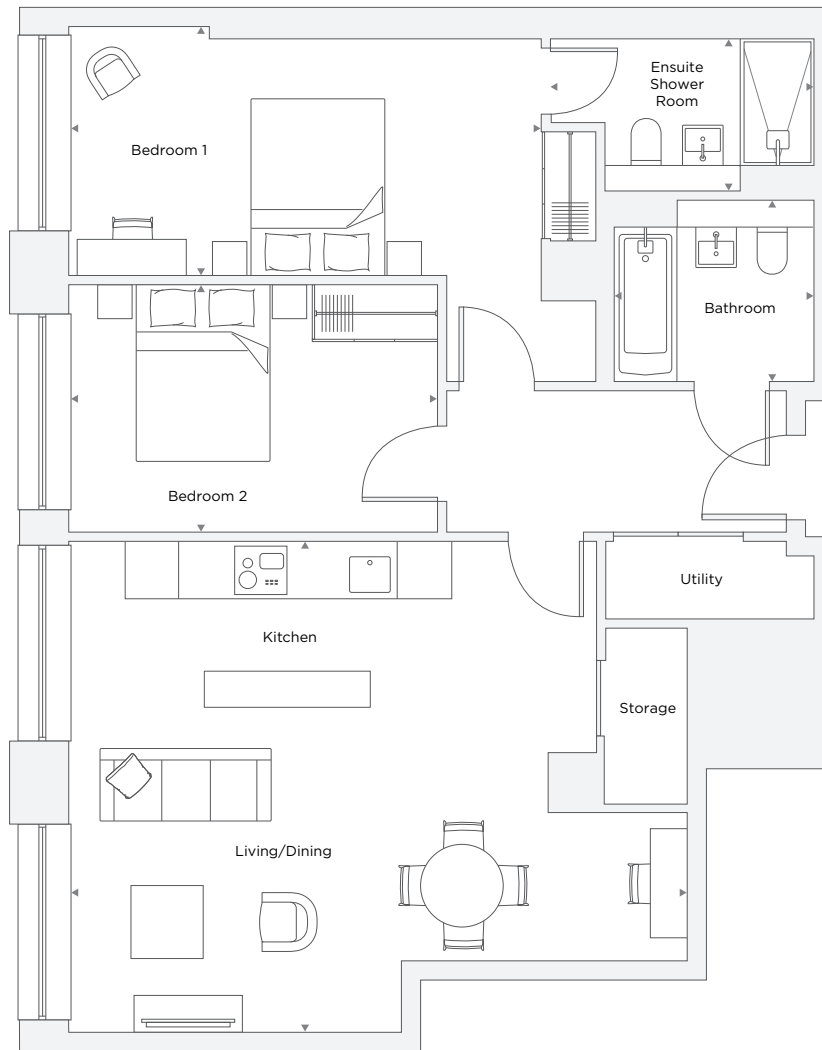 Ensuite
Shower
Room
Bedroom 1
Bathroom
Bedroom 2
Utility
Kitchen
Storage
Living/Dining